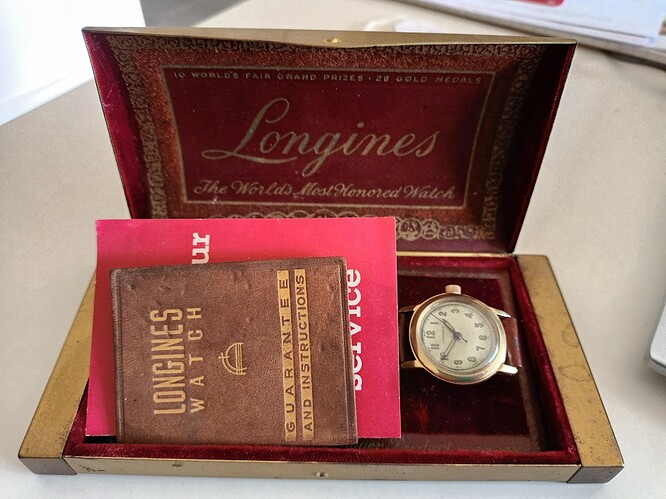 10 WORLD'S FAIR GRAND PRIZES · 28 GOLD MEDALS
Longines
The World's Most Honored Watch
ur
service
LONGINES
WATCH
GUARANTEE
AND INSTRUCTIONS